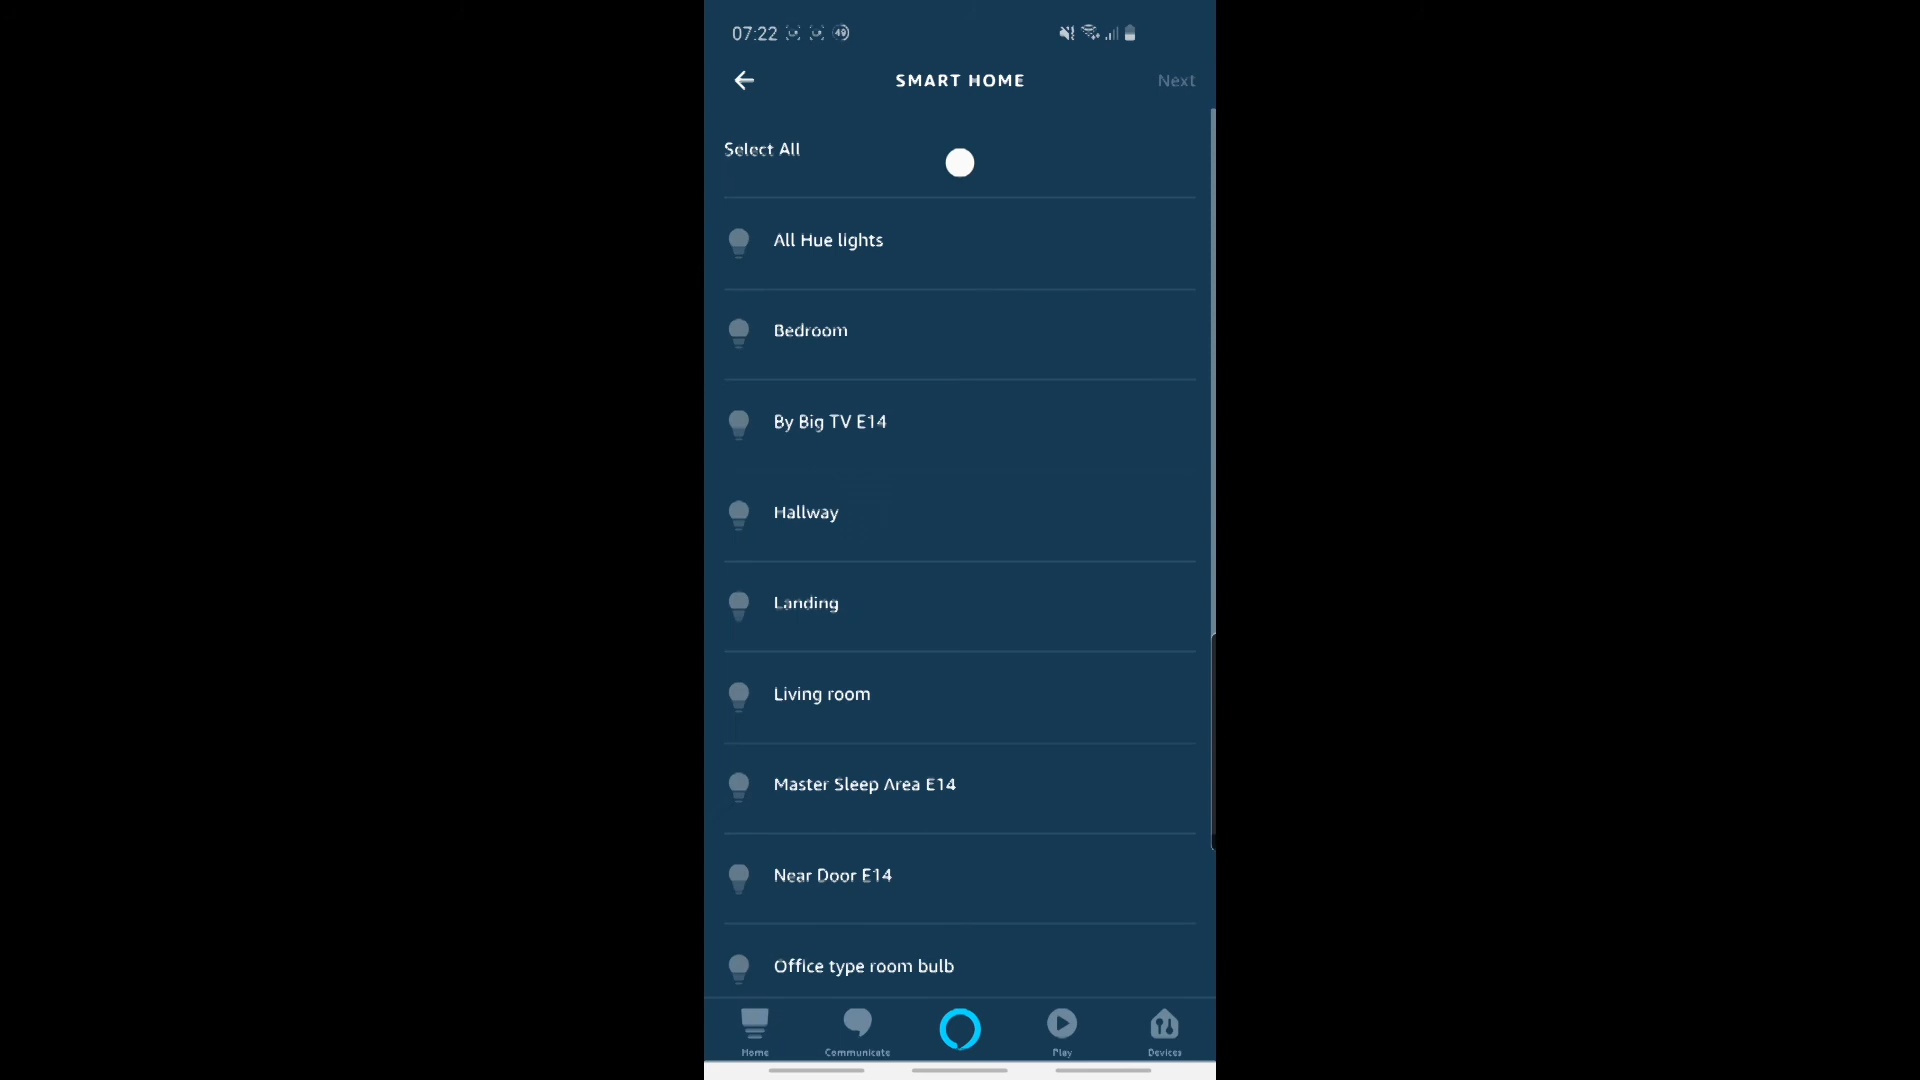 07:22 49
SMART HOME
Next
Select All
All Hue lights
Bedroom
By Big TV E14
Hallway
Landing
Living room
Master Sleep Area E14
Near Door E14
Office type room bulb
Home
Communicate
Play
Devices